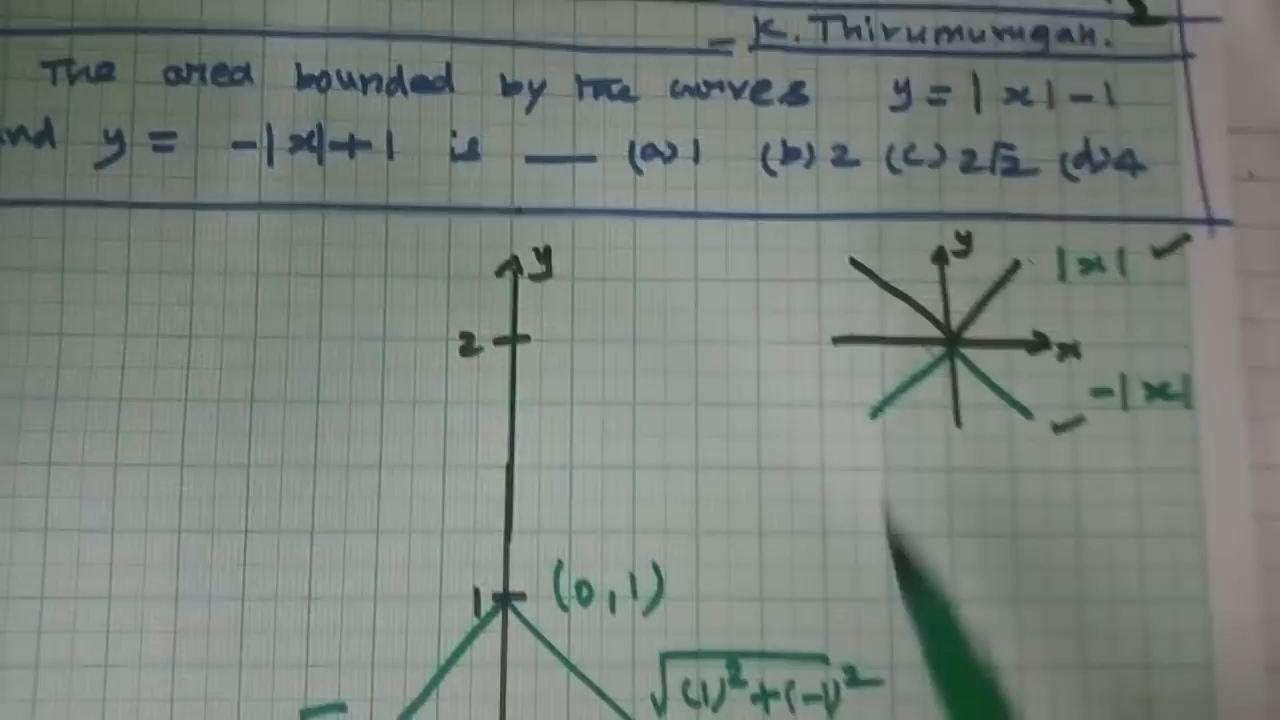 = K. Thirumurugan.
The area bounded by the curves y = |x| - 1
and y = -|x| + 1 is — (a) 1 (b) 2 (c) 2√2 (d) 4
y
2
1
(0,1)
√(1)²+(-1)²
y
|x| ✓
x
-|x|
✓